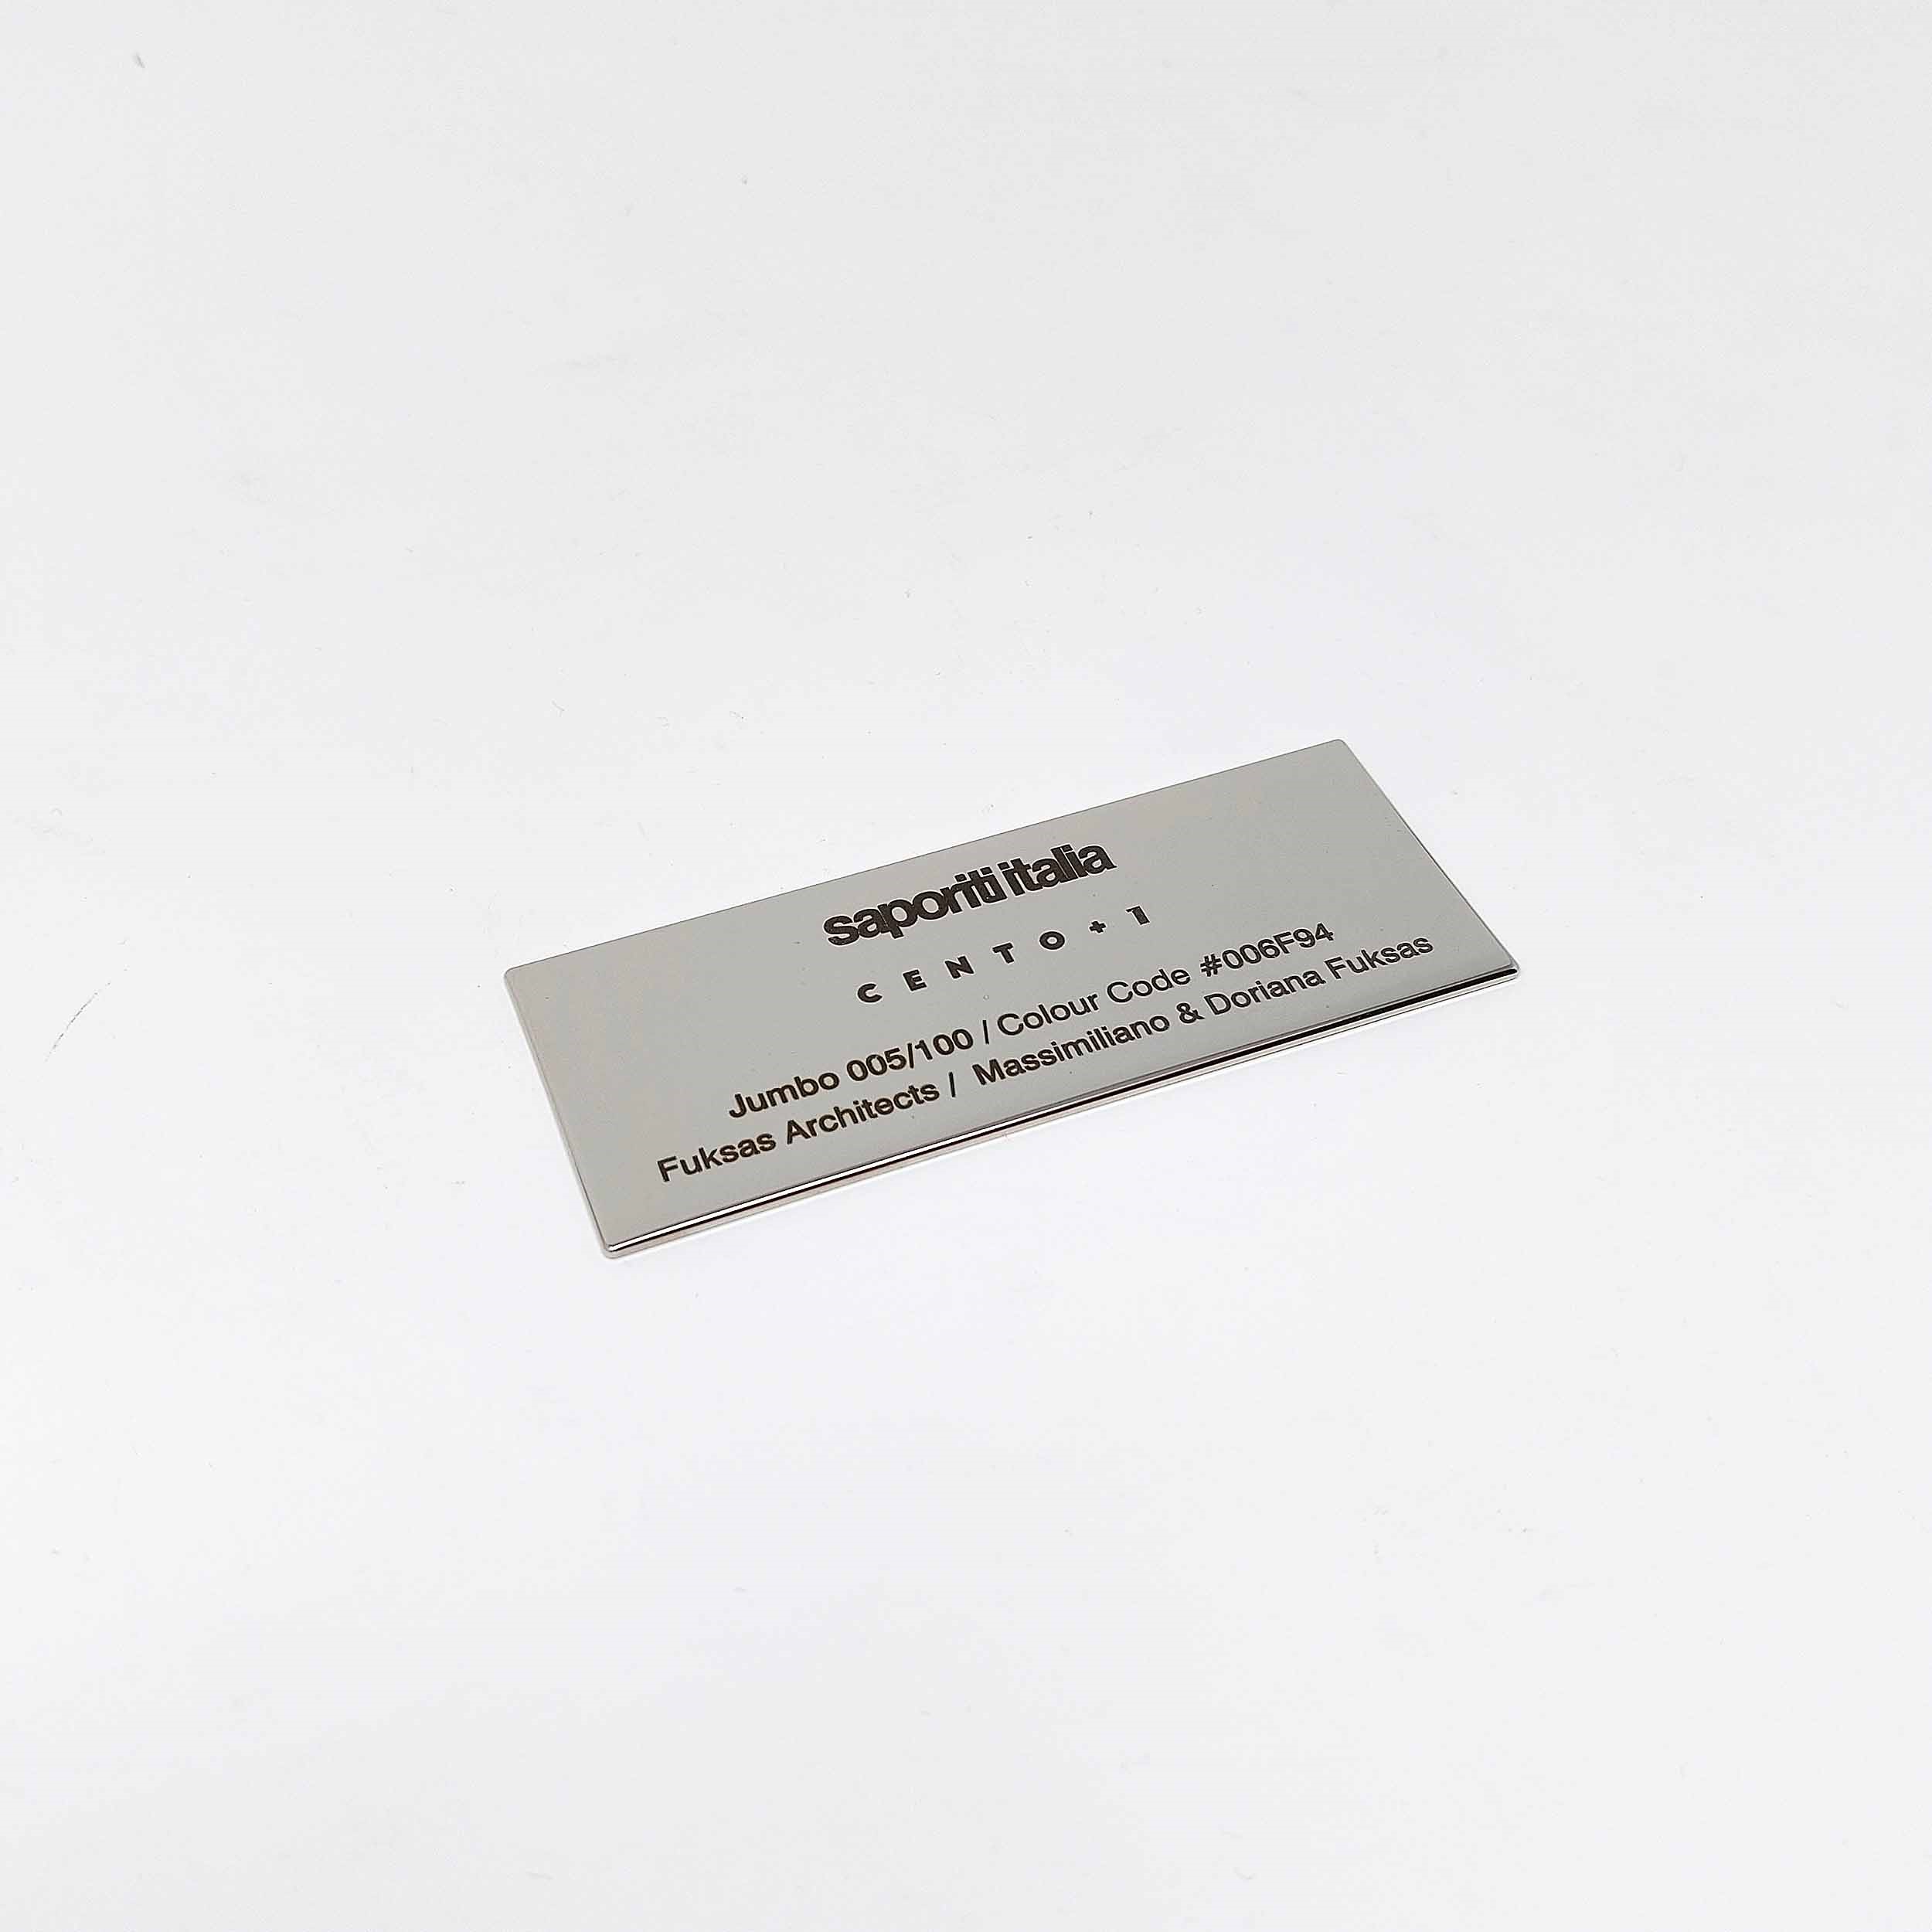 saporiti italia
CENTO+1
Jumbo 005/100 / Colour Code #006F94
Fuksas Architects / Massimiliano & Doriana Fuksas